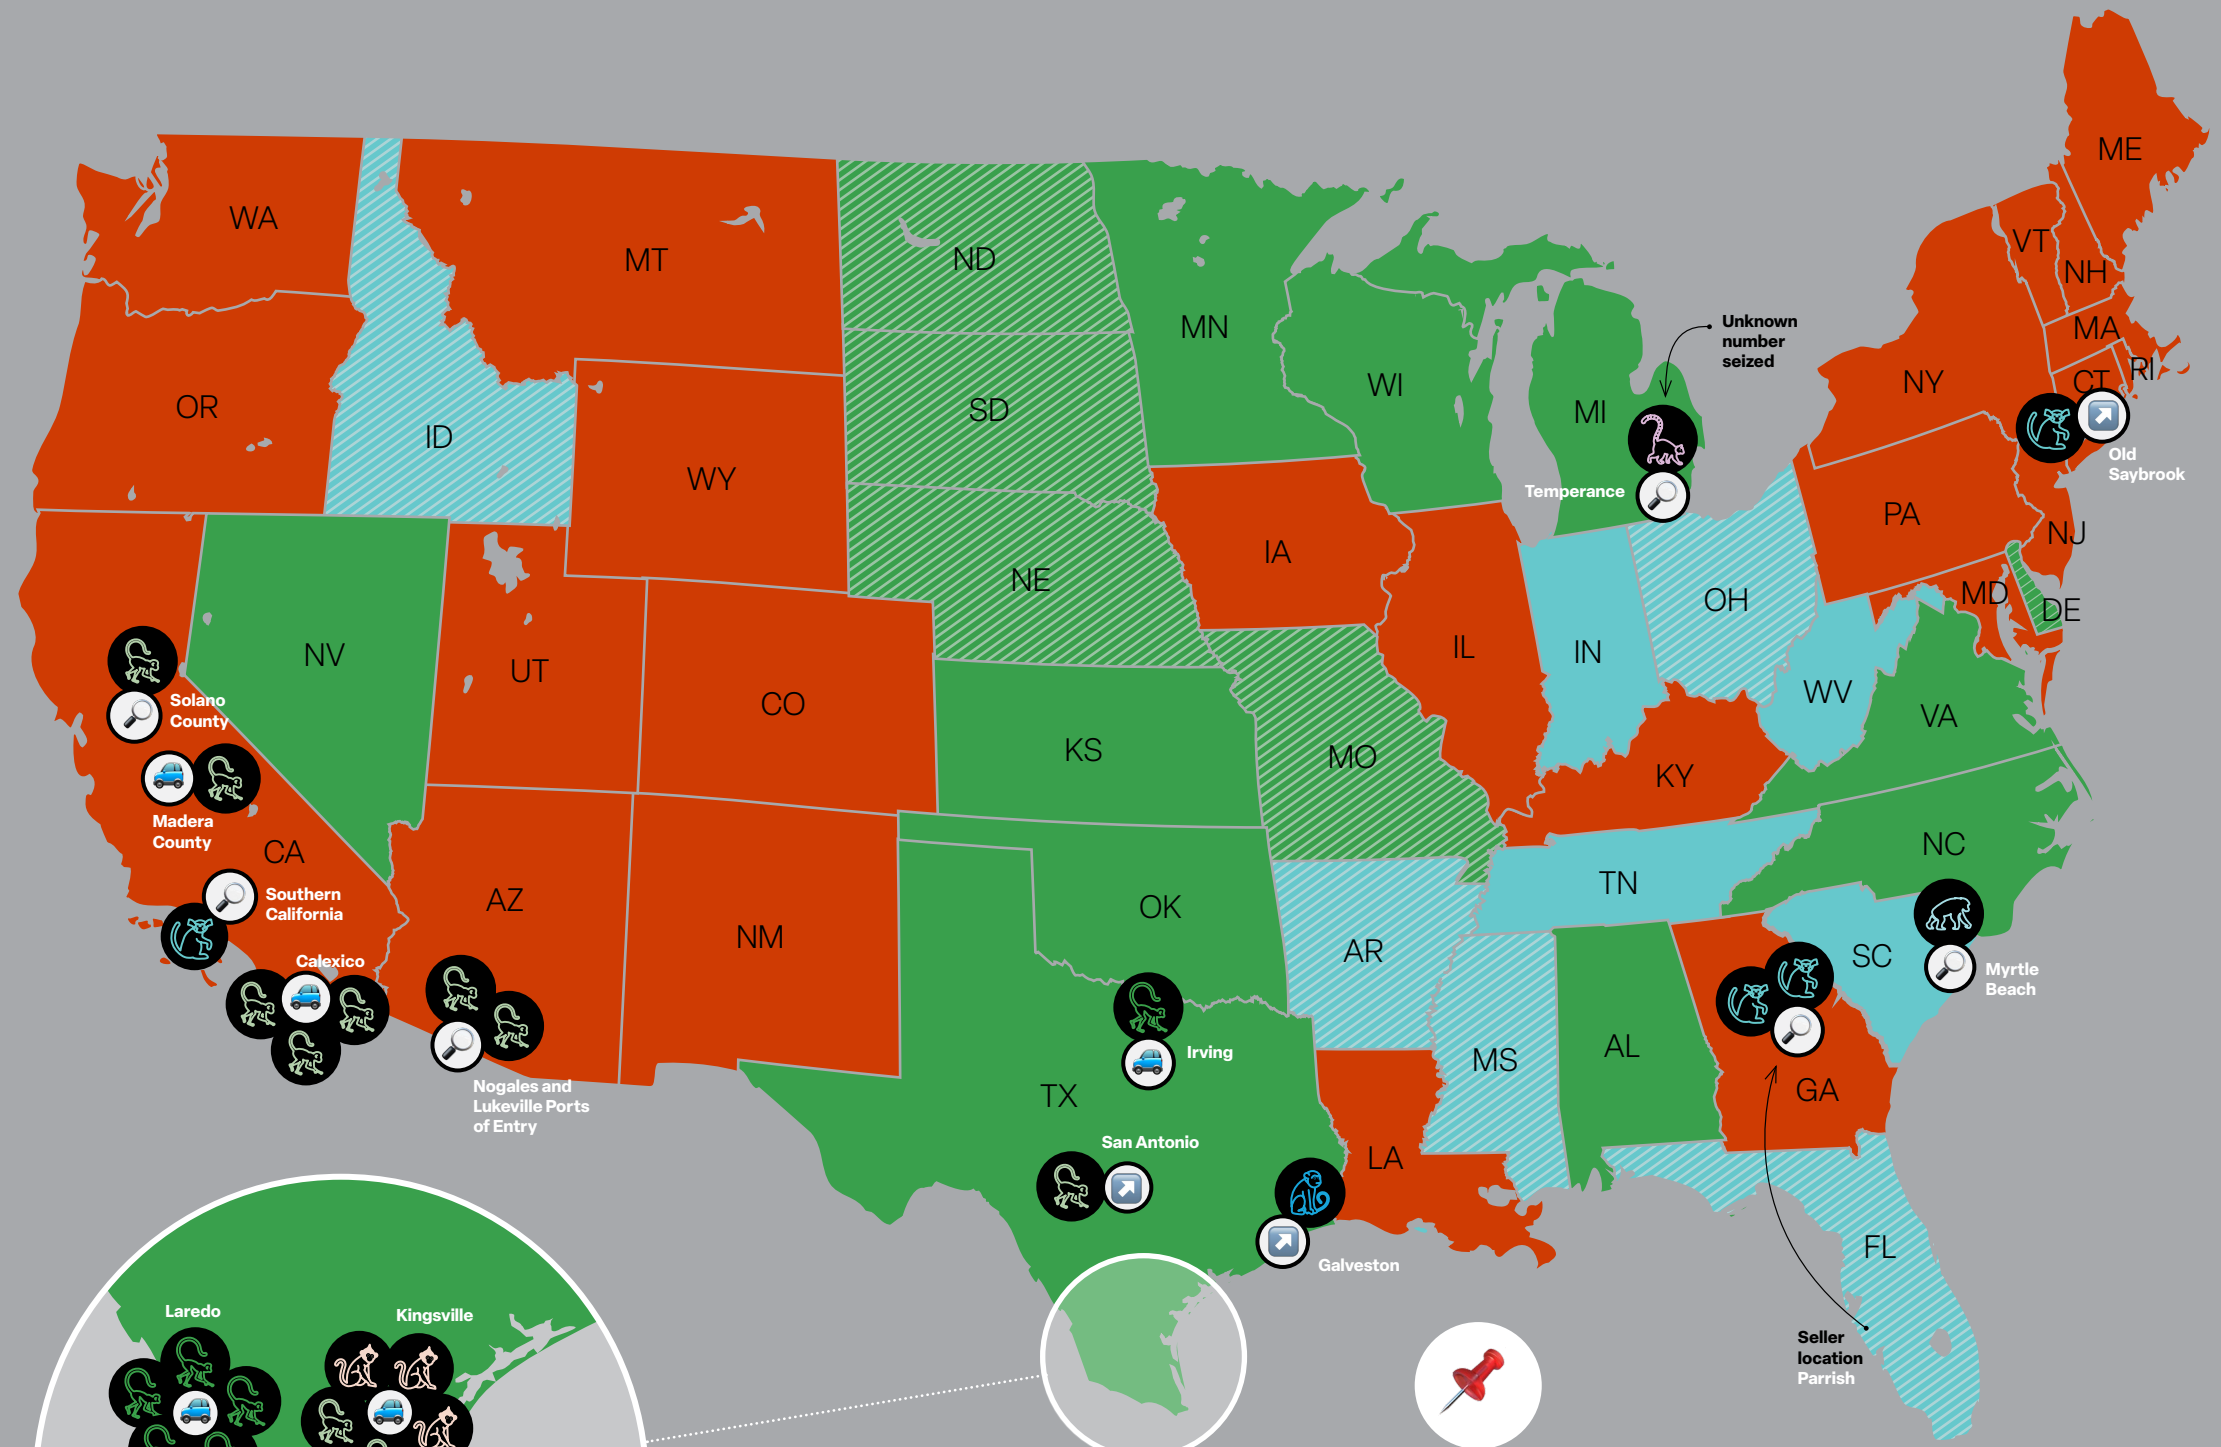 ME
WA
VT
MT
ND
NH
MN
Unknown
number
seized
MA
RI
NY
CT
WI
OR
SD
MI
ID
Old
Saybrook
WY
Temperance
PA
NJ
IA
NE
MD
OH
DE
IL
IN
NV
UT
WV
Solano
County
CO
VA
KS
MO
KY
Madera
County
CA
NC
TN
Southern
California
AZ
OK
NM
AR
SC
Calexico
Myrtle
Beach
Irving
AL
MS
Nogales and
Lukeville Ports
of Entry
TX
GA
San Antonio
LA
FL
Galveston
Laredo
Kingsville
Seller
location
Parrish